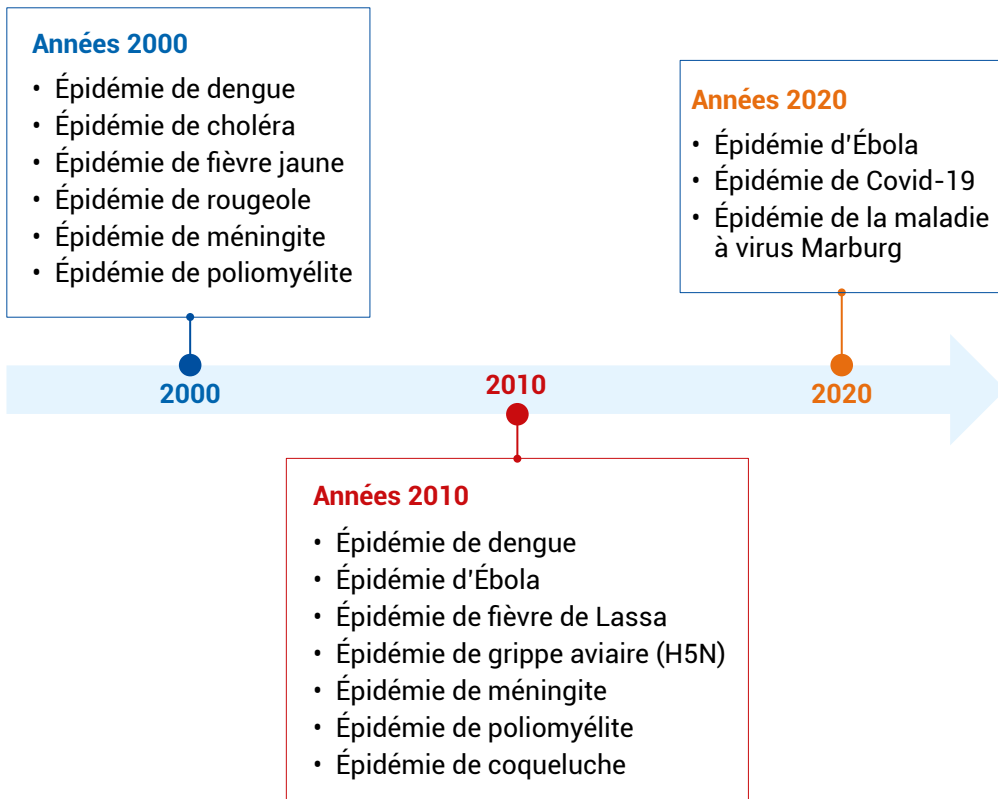 Années 2000
• Épidémie de dengue
• Épidémie de choléra
• Épidémie de fièvre jaune
• Épidémie de rougeole
• Épidémie de méningite
• Épidémie de poliomyélite
Années 2020
• Épidémie d'Ébola
• Épidémie de Covid-19
• Épidémie de la maladie
à virus Marburg
2000
2010
2020
Années 2010
• Épidémie de dengue
• Épidémie d'Ébola
• Épidémie de fièvre de Lassa
• Épidémie de grippe aviaire (H5N)
• Épidémie de méningite
• Épidémie de poliomyélite
• Épidémie de coqueluche